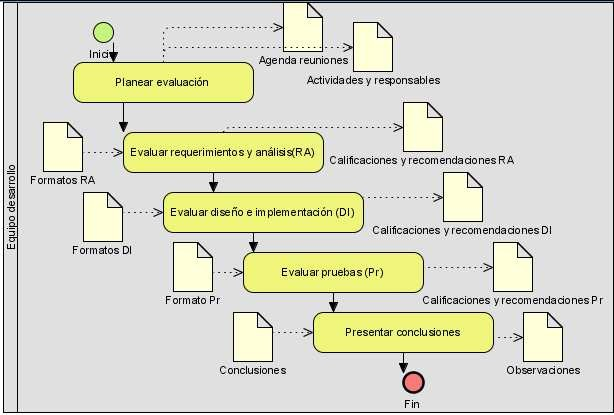 Equipo desarrollo
Inicio
Agenda reuniones
Planear evaluación
Actividades y responsables
Evaluar requerimientos y análisis(RA)
Formatos RA
Calificaciones y recomendaciones RA
Evaluar diseño e implementación (DI)
Formatos DI
Calificaciones y recomendaciones DI
Evaluar pruebas (Pr)
Formato Pr
Calificaciones y recomendaciones Pr
Presentar conclusiones
Conclusiones
Observaciones
Fin